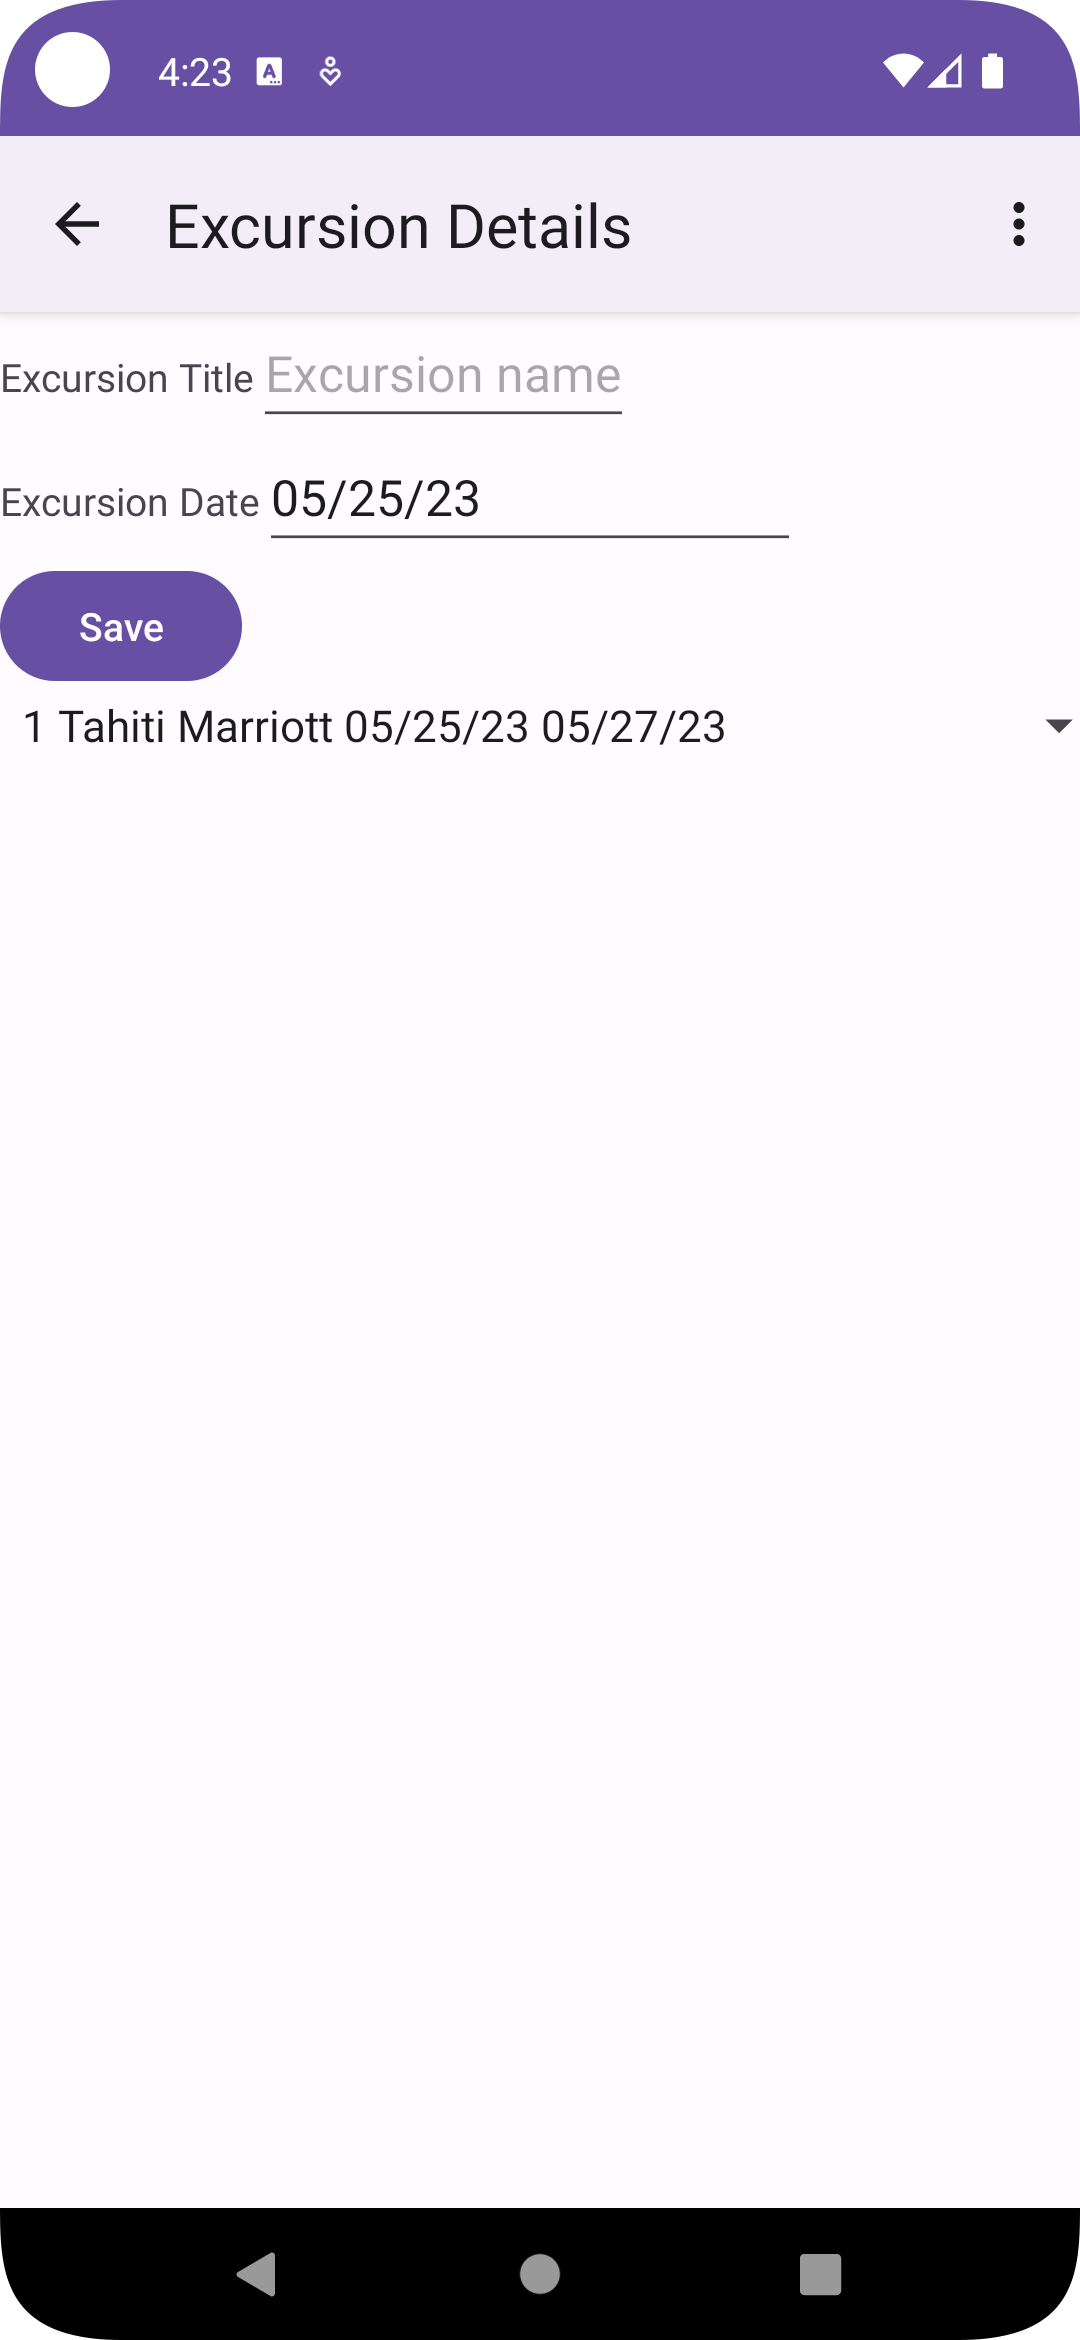 4:23
Excursion Details
Excursion Title Excursion name
Excursion Date 05/25/23
Save
1 Tahiti Marriott 05/25/23 05/27/23